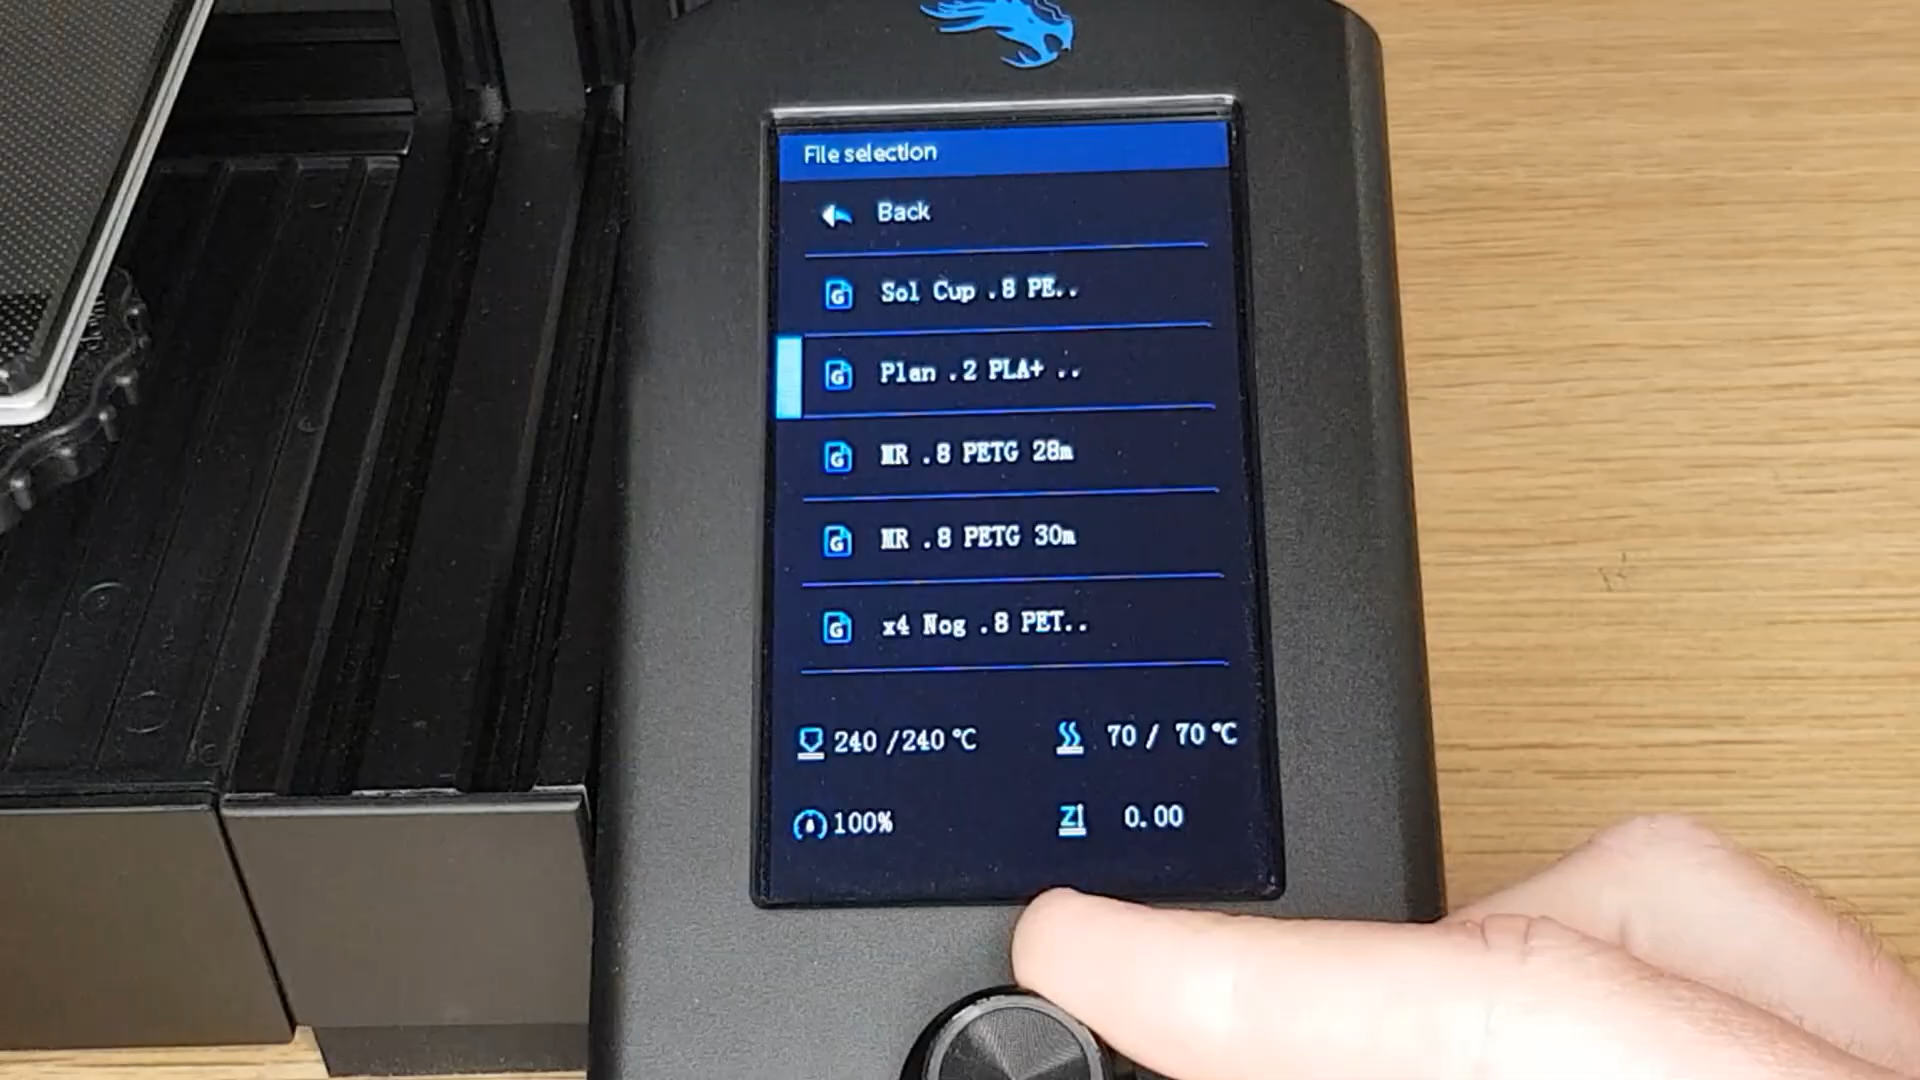 File selection
Back
Sol Cup .8 PE..
Plan .2 PLA+ ..
MR .8 PETG 28m
MR .8 PETG 30m
x4 Nog .8 PET..
240 /240 ℃
70 / 70 ℃
100%
0.00